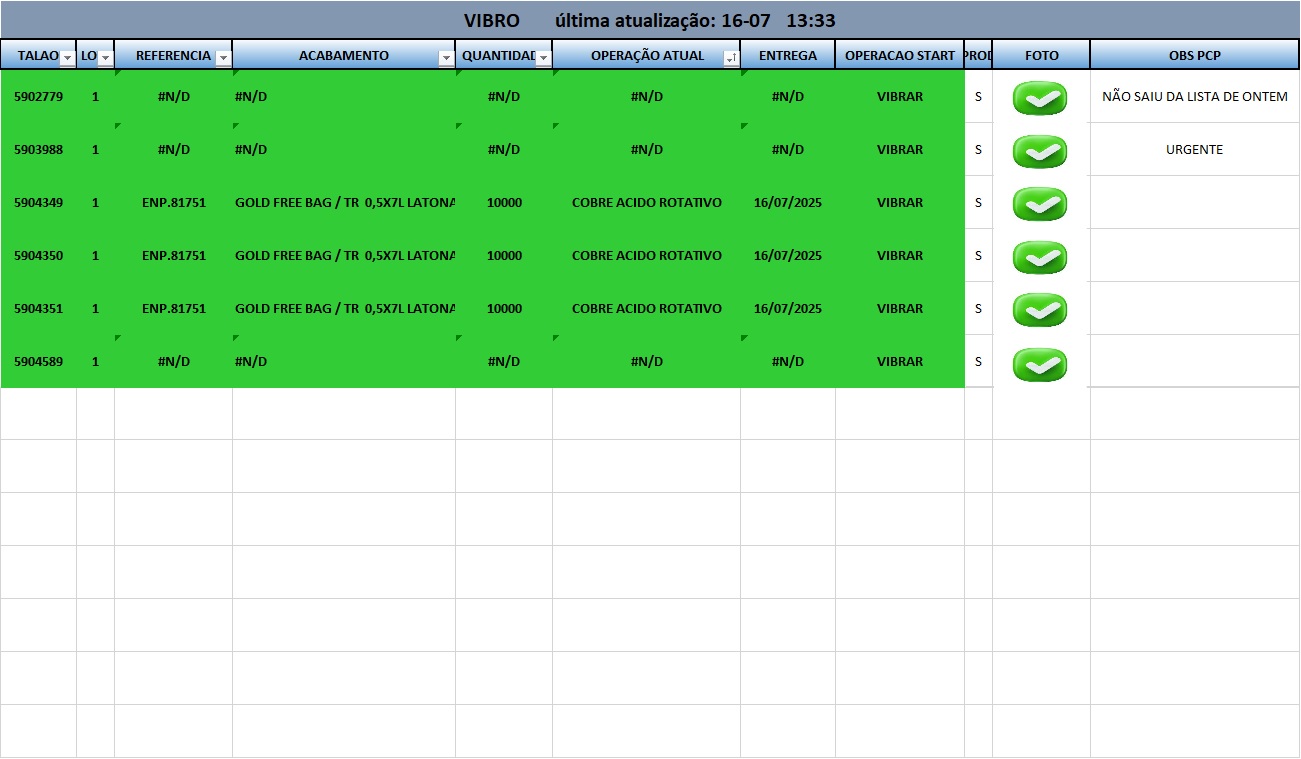 VIBRO última atualização: 16-07 13:33
TALAO LO REFERENCIA ACABAMENTO QUANTIDAD OPERAÇÃO ATUAL ENTREGA OPERACAO START PROD FOTO OBS PCP
5902779 1 #N/D #N/D #N/D #N/D #N/D VIBRAR S NÃO SAIU DA LISTA DE ONTEM
5903988 1 #N/D #N/D #N/D #N/D #N/D VIBRAR S URGENTE
5904349 1 ENP.81751 GOLD FREE BAG / TR 0,5X7L LATONA 10000 COBRE ACIDO ROTATIVO 16/07/2025 VIBRAR S
5904350 1 ENP.81751 GOLD FREE BAG / TR 0,5X7L LATONA 10000 COBRE ACIDO ROTATIVO 16/07/2025 VIBRAR S
5904351 1 ENP.81751 GOLD FREE BAG / TR 0,5X7L LATONA 10000 COBRE ACIDO ROTATIVO 16/07/2025 VIBRAR S
5904589 1 #N/D #N/D #N/D #N/D #N/D VIBRAR S